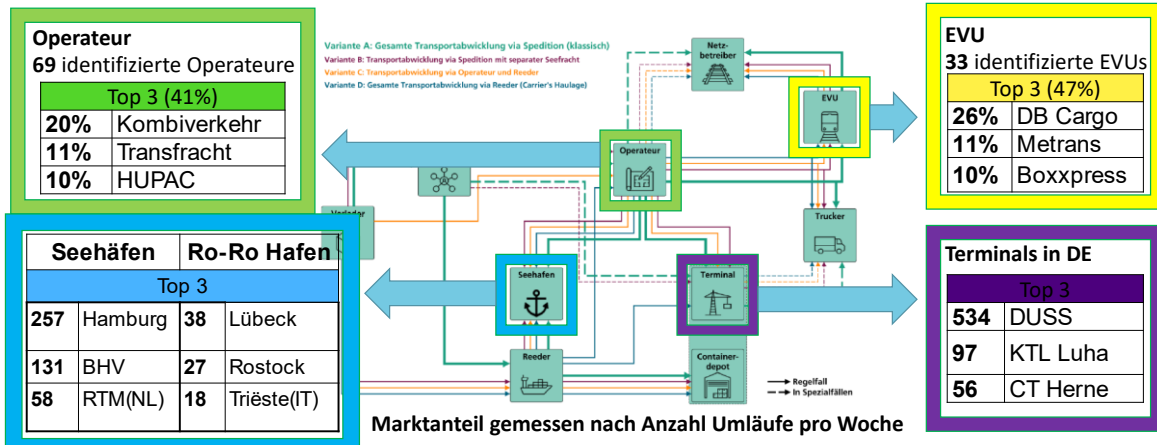 Operateur
69 identifizierte Operateure
Top 3 (41%)
20% Kombiverkehr
11% Transfracht
10% HUPAC
Variante A: Gesamte Transportabwicklung via Spedition (klassisch)
Variante B: Transportabwicklung via Spedition mit separater Seefracht
Variante C: Transportabwicklung via Operateur und Reeder
Variante D: Gesamte Transportabwicklung via Reeder (Carrier's Haulage)
Netz-
betreiber
EVU
Operateur
Trucker
Seehafen
Terminal
Reeder
Container-
depot
Regelfall
In Spezialfällen
EVU
33 identifizierte EVUs
Top 3 (47%)
26% DB Cargo
11% Metrans
10% Boxxpress
Seehäfen Ro-Ro Hafen
Top 3
257 Hamburg 38 Lübeck
131 BHV 27 Rostock
58 RTM(NL) 18 Triëste(IT)
Terminals in DE
Top 3
534 DUSS
97 KTL Luha
56 CT Herne
Marktanteil gemessen nach Anzahl Umläufe pro Woche